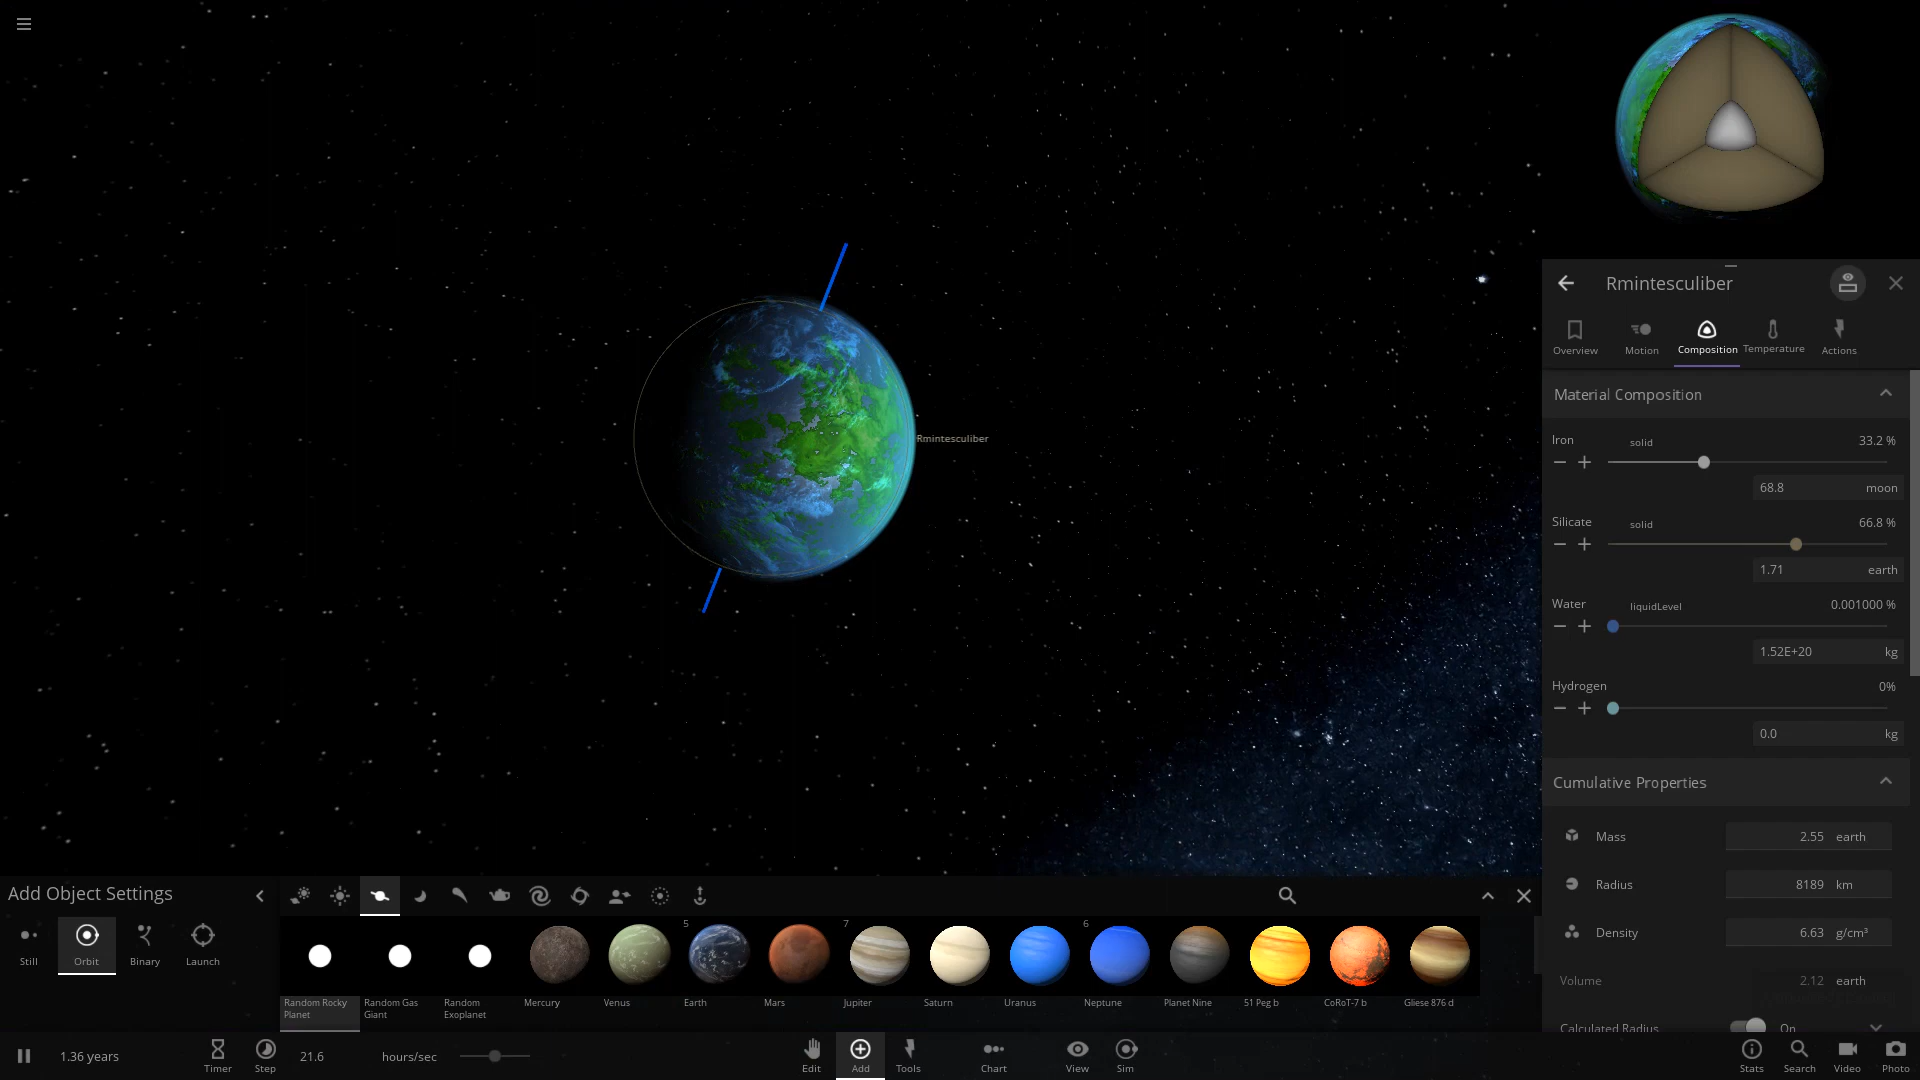 Rmintesculiber
Rmintesculiber
Overview
Motion
Composition
Temperature
Actions
Material Composition
Iron
solid
33.2 %
68.8 moon
Silicate
solid
66.8 %
1.71 earth
Water
liquidLevel
0.001000 %
1.52E+20 kg
Hydrogen
0%
0.0 kg
Cumulative Properties
Mass 2.55 earth
Radius 8189 km
Density 6.63 g/cm³
Volume 2.12 earth
Calculated Radius On
Add Object Settings
Still
Orbit
Binary
Launch
5
7
6
Random Rocky
Planet
Random Gas
Giant
Random
Exoplanet
Mercury
Venus
Earth
Mars
Jupiter
Saturn
Uranus
Neptune
Planet Nine
51 Peg b
CoRoT-7 b
Gliese 876 d
1.36 years
Timer
Step
21.6 hours/sec
Edit
Add
Tools
Chart
View
Sim
Stats
Search
Video
Photo